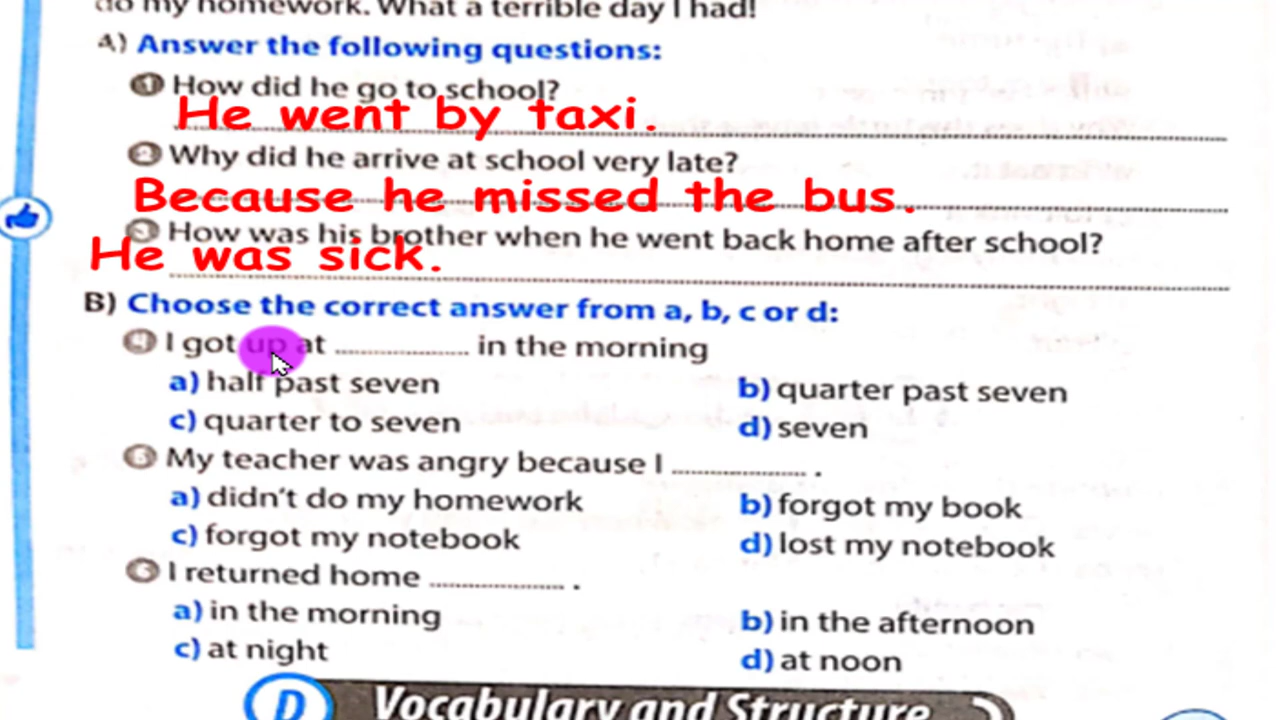 do my homework. What a terrible day I had!
A) Answer the following questions:
1 How did he go to school?
He went by taxi.
2 Why did he arrive at school very late?
Because he missed the bus.
3 How was his brother when he went back home after school?
He was sick.
B) Choose the correct answer from a, b, c or d:
4 I got up at ............... in the morning
a) half past seven b) quarter past seven
c) quarter to seven d) seven
5 My teacher was angry because I ............... .
a) didn't do my homework b) forgot my book
c) forgot my notebook d) lost my notebook
6 I returned home ............... .
a) in the morning b) in the afternoon
c) at night d) at noon
D Vocabulary and Structure